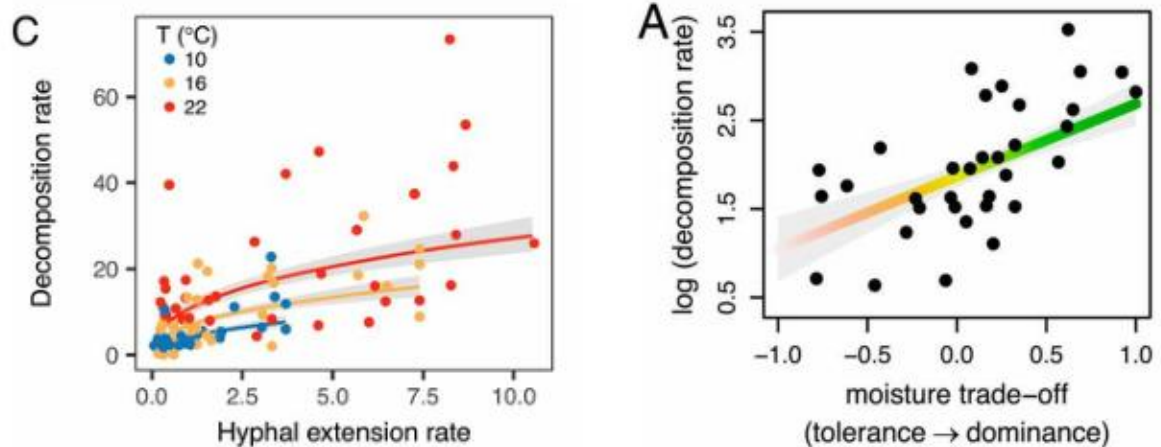 C
T (°C)
10
16
22
Decomposition rate
60
40
20
0
0.0 2.5 5.0 7.5 10.0
Hyphal extension rate
A
log (decomposition rate)
3.5
2.5
1.5
0.5
−1.0 −0.5 0.0 0.5 1.0
moisture trade−off
(tolerance → dominance)